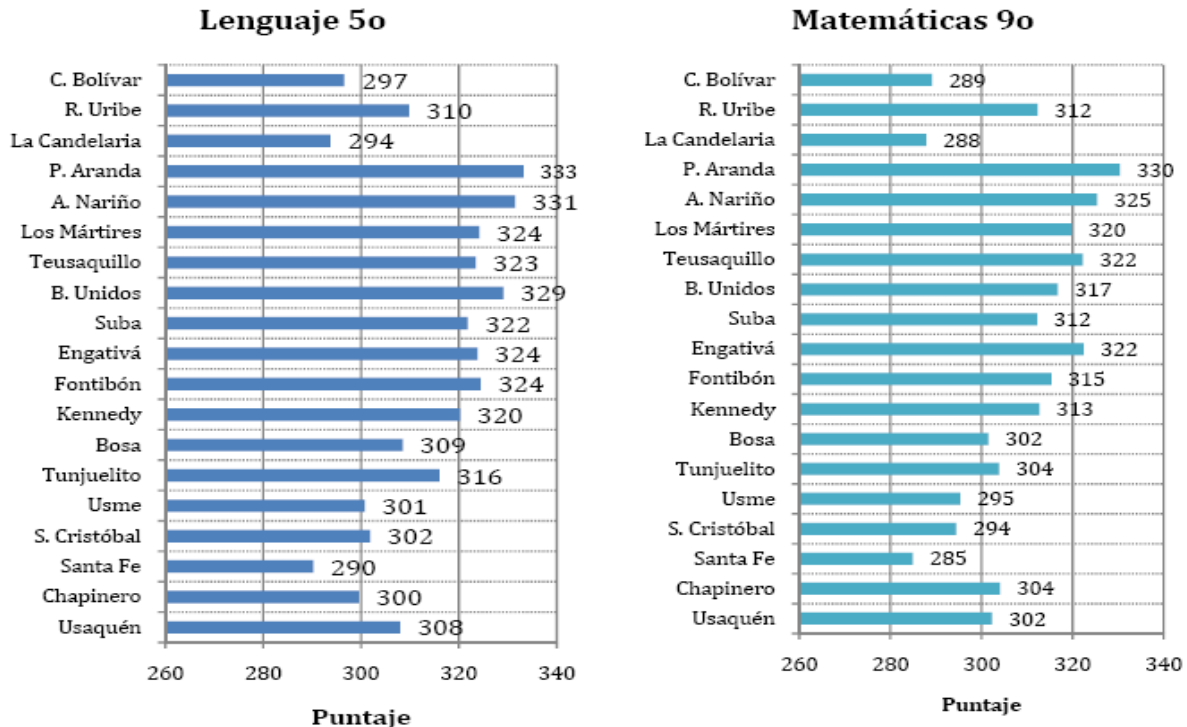 Lenguaje 5o
C. Bolívar 297
R. Uribe 310
La Candelaria 294
P. Aranda 333
A. Nariño 331
Los Mártires 324
Teusaquillo 323
B. Unidos 329
Suba 322
Engativá 324
Fontibón 324
Kennedy 320
Bosa 309
Tunjuelito 316
Usme 301
S. Cristóbal 302
Santa Fe 290
Chapinero 300
Usaquén 308
260 280 300 320 340
Puntaje
Matemáticas 9o
C. Bolívar 289
R. Uribe 312
La Candelaria 288
P. Aranda 330
A. Nariño 325
Los Mártires 320
Teusaquillo 322
B. Unidos 317
Suba 312
Engativá 322
Fontibón 315
Kennedy 313
Bosa 302
Tunjuelito 304
Usme 295
S. Cristóbal 294
Santa Fe 285
Chapinero 304
Usaquén 302
260 280 300 320 340
Puntaje